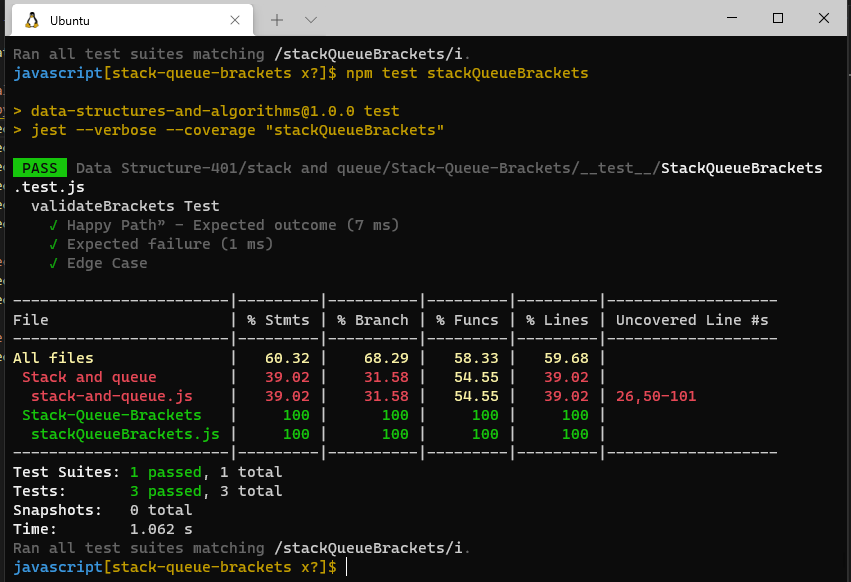 Ubuntu
Ran all test suites matching /stackQueueBrackets/i.
javascript[stack-queue-brackets x?]$ npm test stackQueueBrackets
> data-structures-and-algorithms@1.0.0 test
> jest --verbose --coverage "stackQueueBrackets"
PASS Data Structure-401/stack and queue/Stack-Queue-Brackets/__test__/StackQueueBrackets
.test.js
validateBrackets Test
✓ Happy Path” - Expected outcome (7 ms)
✓ Expected failure (1 ms)
✓ Edge Case
------------------------|---------|----------|---------|---------|-------------------
File | % Stmts | % Branch | % Funcs | % Lines | Uncovered Line #s
------------------------|---------|----------|---------|---------|-------------------
All files | 60.32 | 68.29 | 58.33 | 59.68 |
Stack and queue | 39.02 | 31.58 | 54.55 | 39.02 |
stack-and-queue.js | 39.02 | 31.58 | 54.55 | 39.02 | 26,50-101
Stack-Queue-Brackets | 100 | 100 | 100 | 100 |
stackQueueBrackets.js | 100 | 100 | 100 | 100 |
------------------------|---------|----------|---------|---------|-------------------
Test Suites: 1 passed, 1 total
Tests: 3 passed, 3 total
Snapshots: 0 total
Time: 1.062 s
Ran all test suites matching /stackQueueBrackets/i.
javascript[stack-queue-brackets x?]$